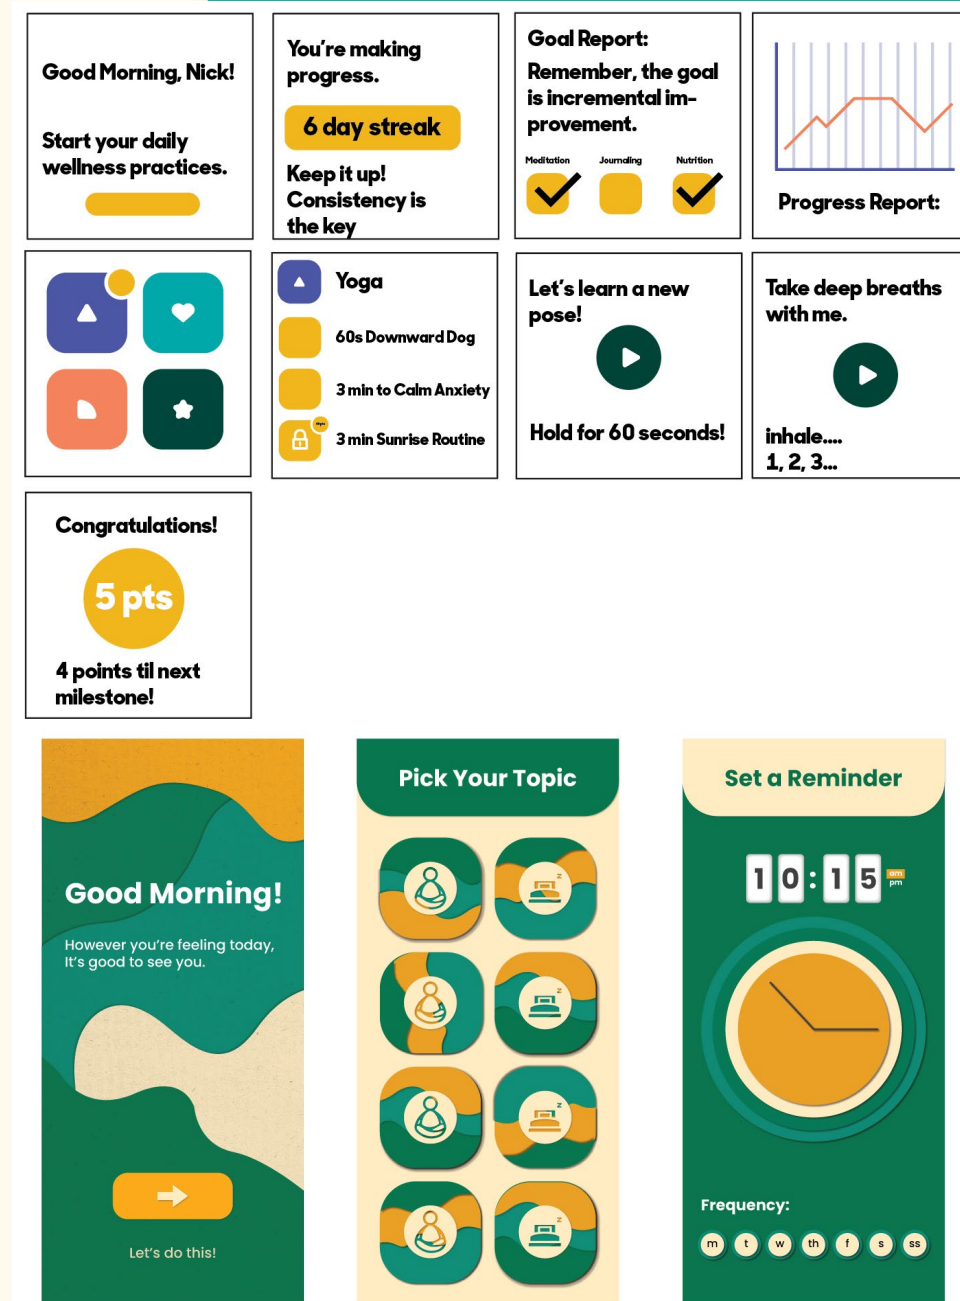 Good Morning, Nick!
Start your daily
wellness practices.
You're making
progress.
6 day streak
Keep it up!
Consistency is
the key
Goal Report:
Remember, the goal
is incremental im-
provement.
Meditation Journaling Nutrition
Progress Report:
Yoga
60s Downward Dog
3 min to Calm Anxiety
3 min Sunrise Routine
Let's learn a new
pose!
Hold for 60 seconds!
Take deep breaths
with me.
inhale....
1, 2, 3...
Congratulations!
5 pts
4 points til next
milestone!
Good Morning!
However you're feeling today,
It's good to see you.
Let's do this!
Pick Your Topic
z
z
z
z
Set a Reminder
10:15 am
pm
Frequency:
m t w th f s ss